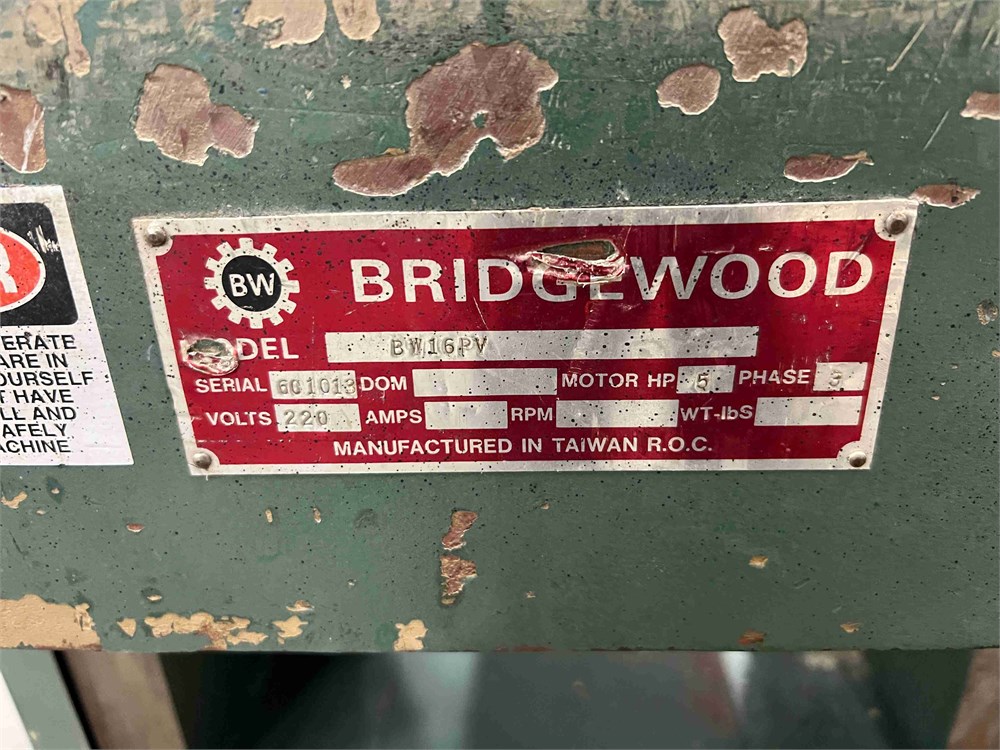 BW BRIDGEWOOD
MODEL BW16PV
SERIAL 601013 DOM MOTOR HP 5 PHASE 3
VOLTS 220 AMPS RPM WT-lbS
MANUFACTURED IN TAIWAN R.O.C.
R
ERATE
ARE IN
OURSELF
T HAVE
LL AND
AFELY
ACHINE